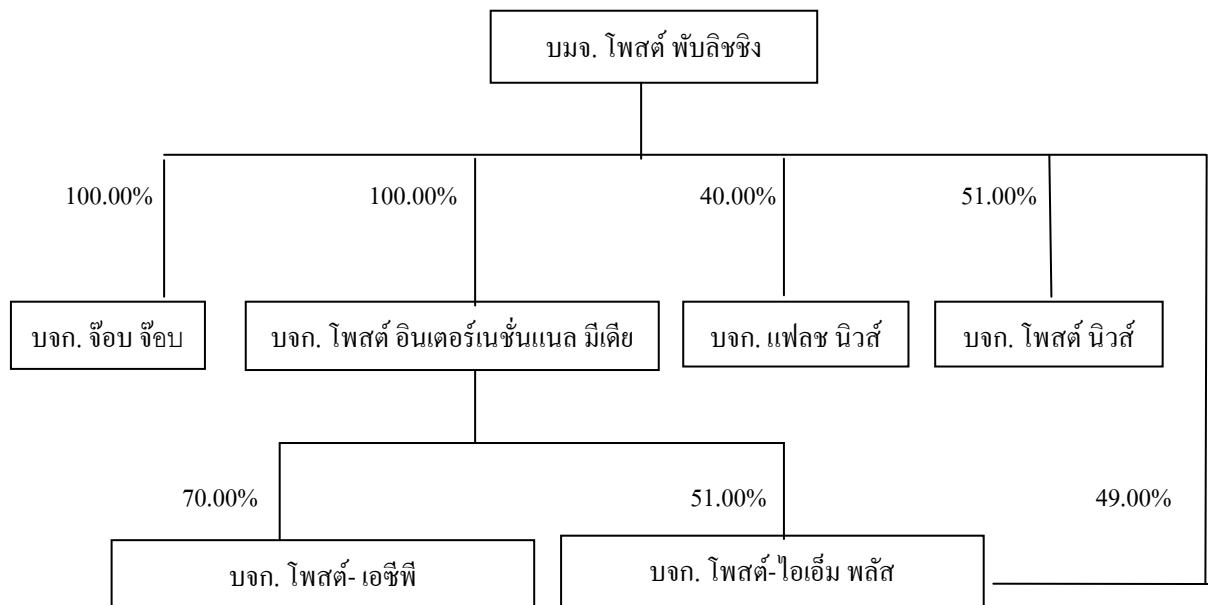 บมจ. โพสต์ พับลิชชิง
100.00% 100.00% 40.00% 51.00%
บจก. จ๊อบ จ๊อบ บจก. โพสต์ อินเตอร์เนชั่นแนล มีเดีย บจก. แฟลช นิวส์ บจก. โพสต์ นิวส์
70.00% 51.00% 49.00%
บจก. โพสต์- เอซีพี บจก. โพสต์-ไอเอ็ม พลัส